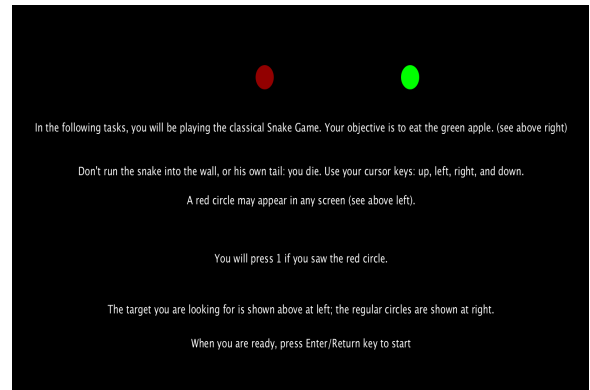 In the following tasks, you will be playing the classical Snake Game. Your objective is to eat the green apple. (see above right)
Don't run the snake into the wall, or his own tail: you die. Use your cursor keys: up, left, right, and down.
A red circle may appear in any screen (see above left).
You will press 1 if you saw the red circle.
The target you are looking for is shown above at left; the regular circles are shown at right.
When you are ready, press Enter/Return key to start